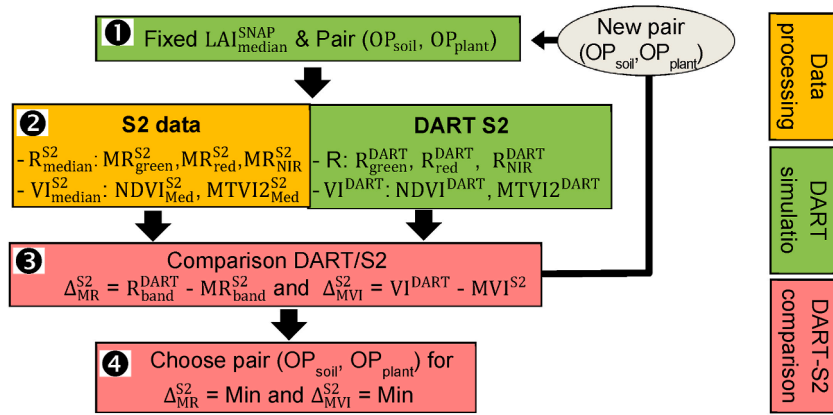 ❶ Fixed LAI^SNAP_median & Pair (OP_soil, OP_plant)
New pair
(OP_soil,OP_plant)
❷ S2 data
- R^S2_median: MR^S2_green, MR^S2_red, MR^S2_NIR
- VI^S2_median: NDVI^S2_Med, MTVI2^S2_Med
DART S2
- R: R^DART_green, R^DART_red, R^DART_NIR
- VI^DART: NDVI^DART, MTVI2^DART
❸ Comparison DART/S2
Δ^S2_MR = R^DART_band - MR^S2_band and Δ^S2_MVI = VI^DART - MVI^S2
❹ Choose pair (OP_soil, OP_plant) for
Δ^S2_MR = Min and Δ^S2_MVI = Min
Data
processing
DART
simulatio
DART-S2
comparison